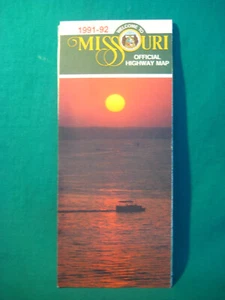 1991-92
WELCOME TO
MISSOURI
OFFICIAL
HIGHWAY MAP